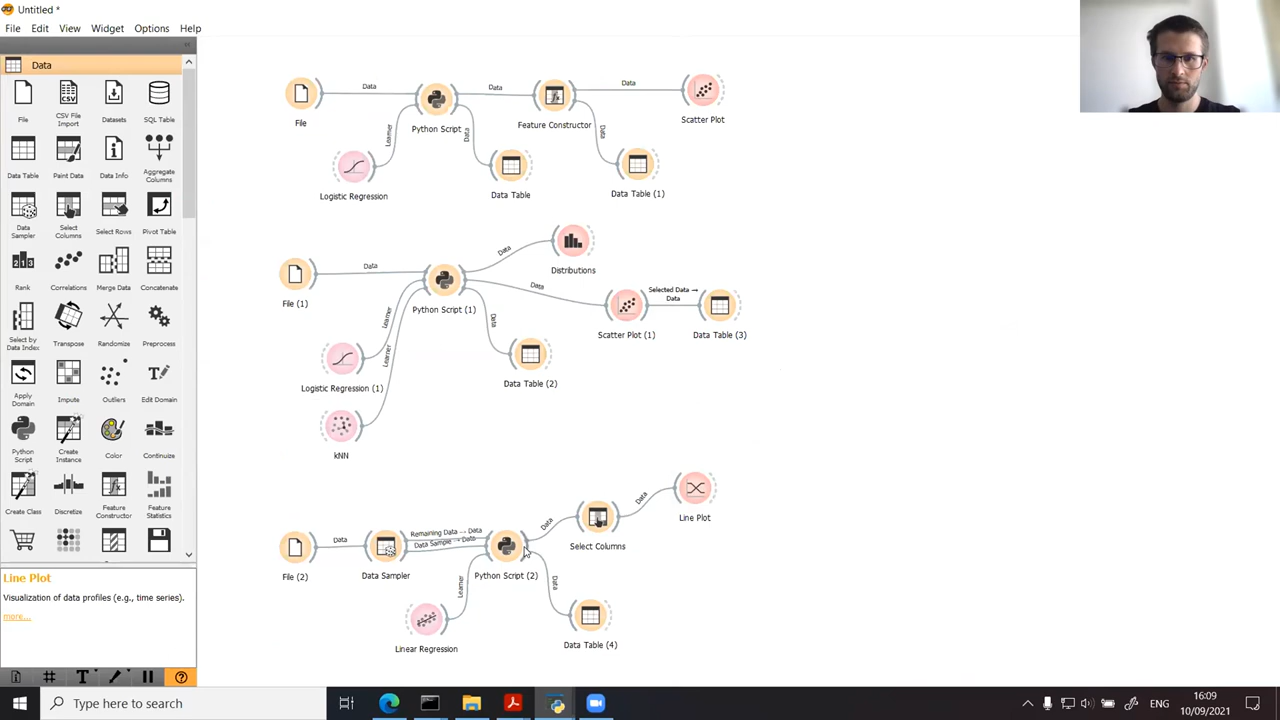 Untitled *
File Edit View Widget Options Help
Data
File CSV File Import Datasets SQL Table
Data Table Paint Data Data Info Aggregate Columns
Data Sampler Select Columns Select Rows Pivot Table
Rank Correlations Merge Data Concatenate
Select by Data Index Transpose Randomize Preprocess
Apply Domain Impute Outliers Edit Domain
Python Script Create Instance Color Continuize
Create Class Discretize Feature Constructor Feature Statistics
Line Plot
Visualization of data profiles (e.g., time series).
more...
Data
Data
Data
File
Python Script
Feature Constructor
Scatter Plot
Learner
Data
Data
Logistic Regression
Data Table
Data Table (1)
Data
Data
Distributions
Data
Selected Data → Data
File (1)
Python Script (1)
Scatter Plot (1)
Data Table (3)
Learner
Learner
Data
Logistic Regression (1)
Data Table (2)
kNN
Data
Remaining Data → Data
Data Sample → Data
Data
Data
Line Plot
Select Columns
File (2)
Data Sampler
Python Script (2)
Learner
Data
Linear Regression
Data Table (4)
Type here to search
ENG
16:09
10/09/2021